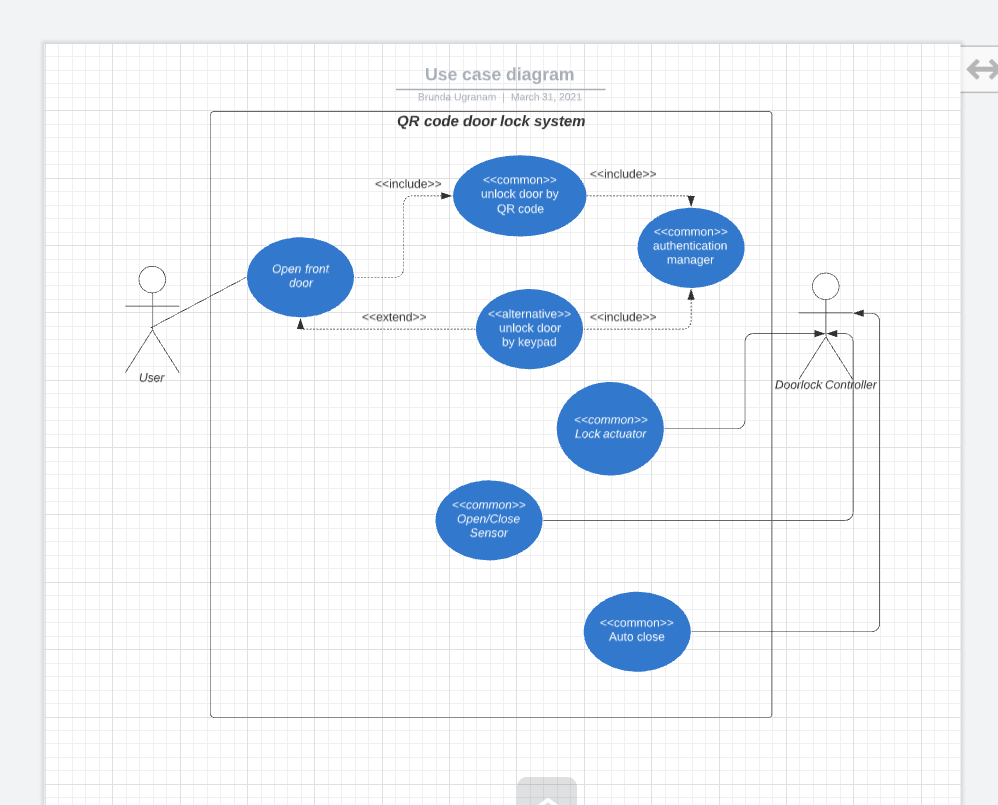 Use case diagram
Brunda Ugranam | March 31, 2021
QR code door lock system
<<include>>
<<common>>
unlock door by
QR code
<<include>>
<<common>>
authentication
manager
Open front
door
<<extend>>
<<alternative>>
unlock door
by keypad
<<include>>
User
Doorlock Controller
<<common>>
Lock actuator
<<common>>
Open/Close
Sensor
<<common>>
Auto close